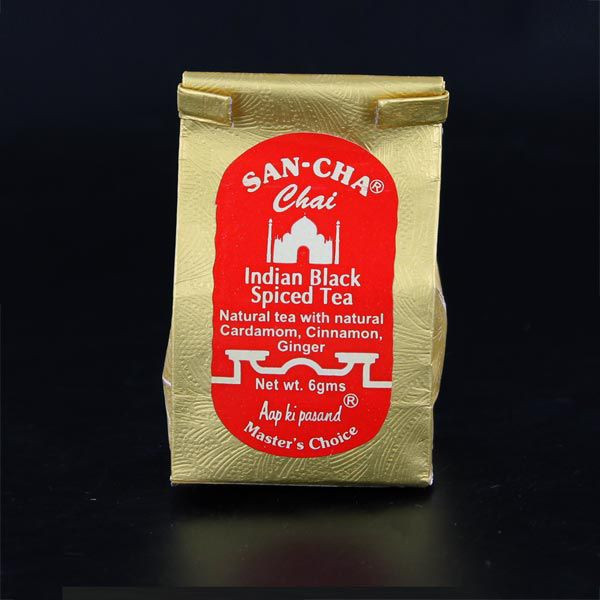 SAN-CHA®
Chai
Indian Black
Spiced Tea
Natural tea with natural
Cardamom, Cinnamon,
Ginger
Net wt. 6gms
Aap ki pasand®
Master's Choice